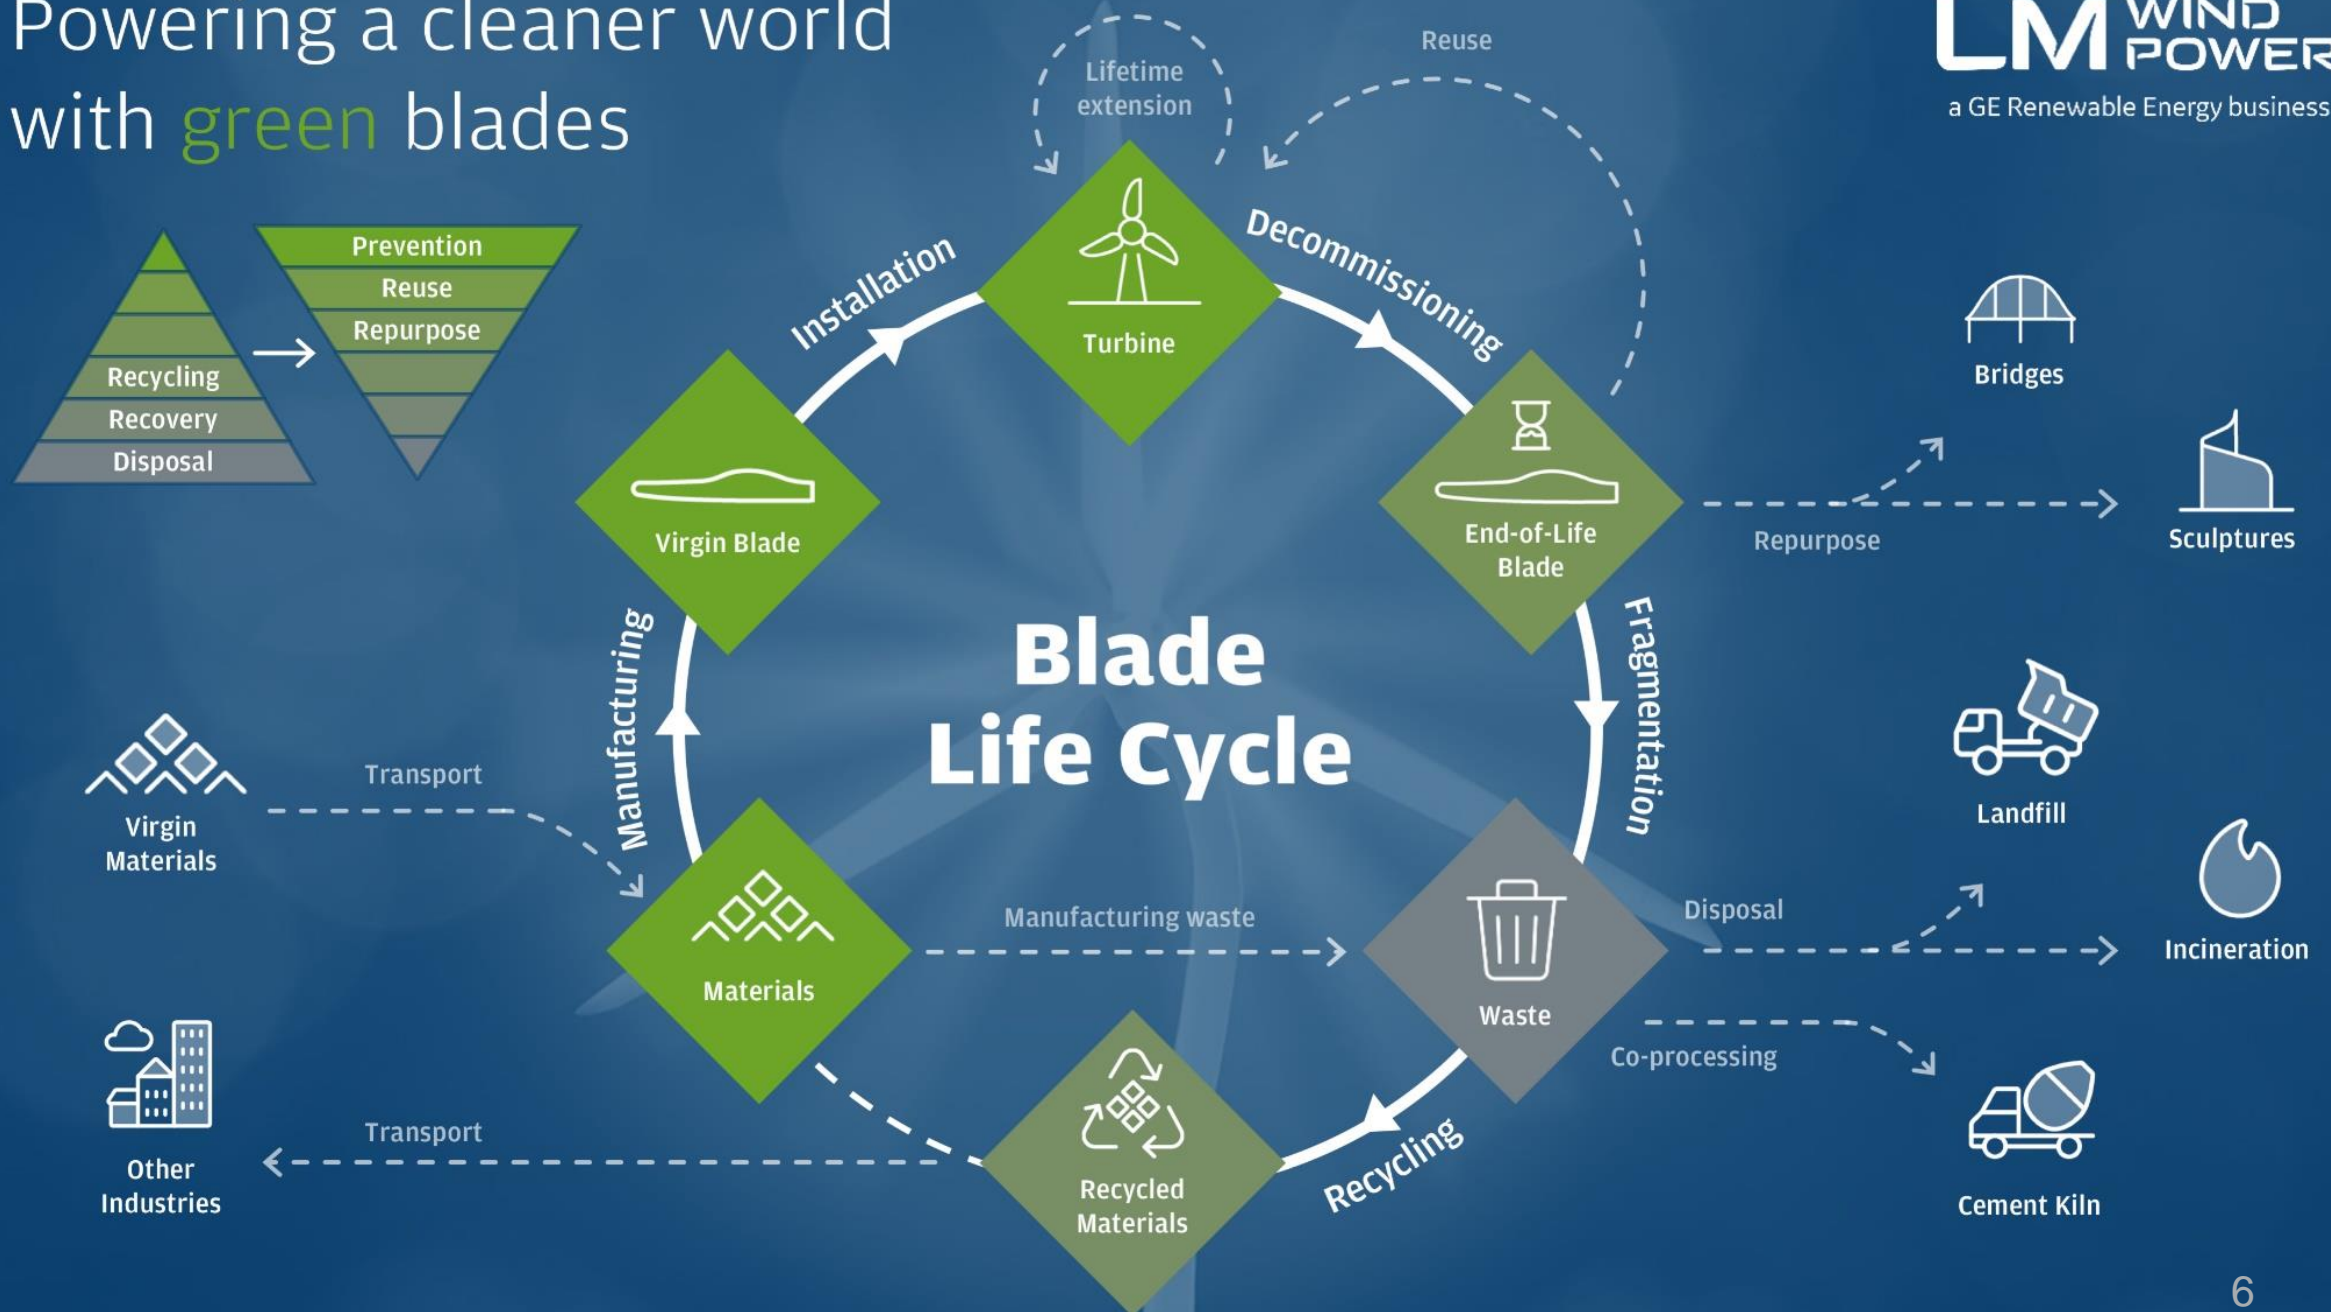 Powering a cleaner world
with green blades
LM WIND
POWER
a GE Renewable Energy business
Lifetime
extension
Reuse
Prevention
Reuse
Repurpose
Recycling
Recovery
Disposal
Installation
Turbine
Decommissioning
Bridges
Virgin Blade
End-of-Life
Blade
Repurpose
Sculptures
Manufacturing
Blade
Life Cycle
Fragmentation
Virgin
Materials
Transport
Landfill
Materials
Manufacturing waste
Waste
Disposal
Incineration
Co-processing
Cement Kiln
Other
Industries
Transport
Recycled
Materials
Recycling
6